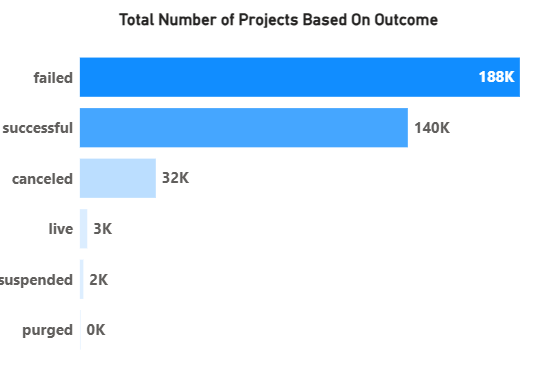 Total Number of Projects Based On Outcome
failed 188K
successful 140K
canceled 32K
live 3K
suspended 2K
purged 0K